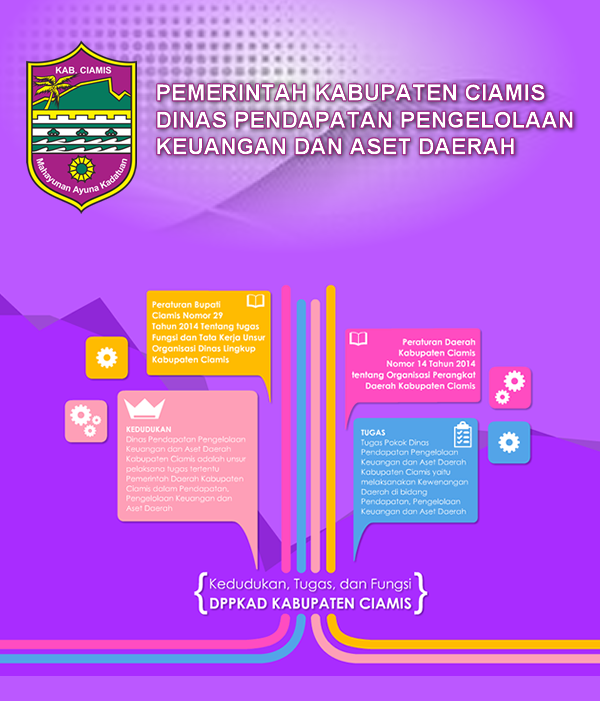 KAB. CIAMIS
Mahayunan Ayuna Kadatuan
PEMERINTAH KABUPATEN CIAMIS
DINAS PENDAPATAN PENGELOLAAN
KEUANGAN DAN ASET DAERAH
Peraturan Bupati
Ciamis Nomor 29
Tahun 2014 Tentang tugas
Fungsi dan Tata Kerja Unsur
Organisasi Dinas Lingkup
Kabupaten Ciamis
Peraturan Daerah
Kabupaten Ciamis
Nomor 14 Tahun 2014
tentang Organisasi Perangkat
Daerah Kabupaten Ciamis
KEDUDUKAN
Dinas Pendapatan Pengelolaan
Keuangan dan Aset Daerah
Kabupaten Ciamis adalah unsur
pelaksana tugas tertentu
Pemerintah Daerah Kabupaten
Ciamis dalam Pendapatan,
Pengelolaan Keuangan dan
Aset Daerah
TUGAS
Tugas Pokok Dinas
Pendapatan Pengelolaan
Keuangan dan Aset Daerah
Kabupaten Ciamis yaitu
melaksanakan Kewenangan
Daerah di bidang
Pendapatan, Pengelolaan
Keuangan dan Aset Daerah
{Kedudukan, Tugas, dan Fungsi
DPPKAD KABUPATEN CIAMIS}